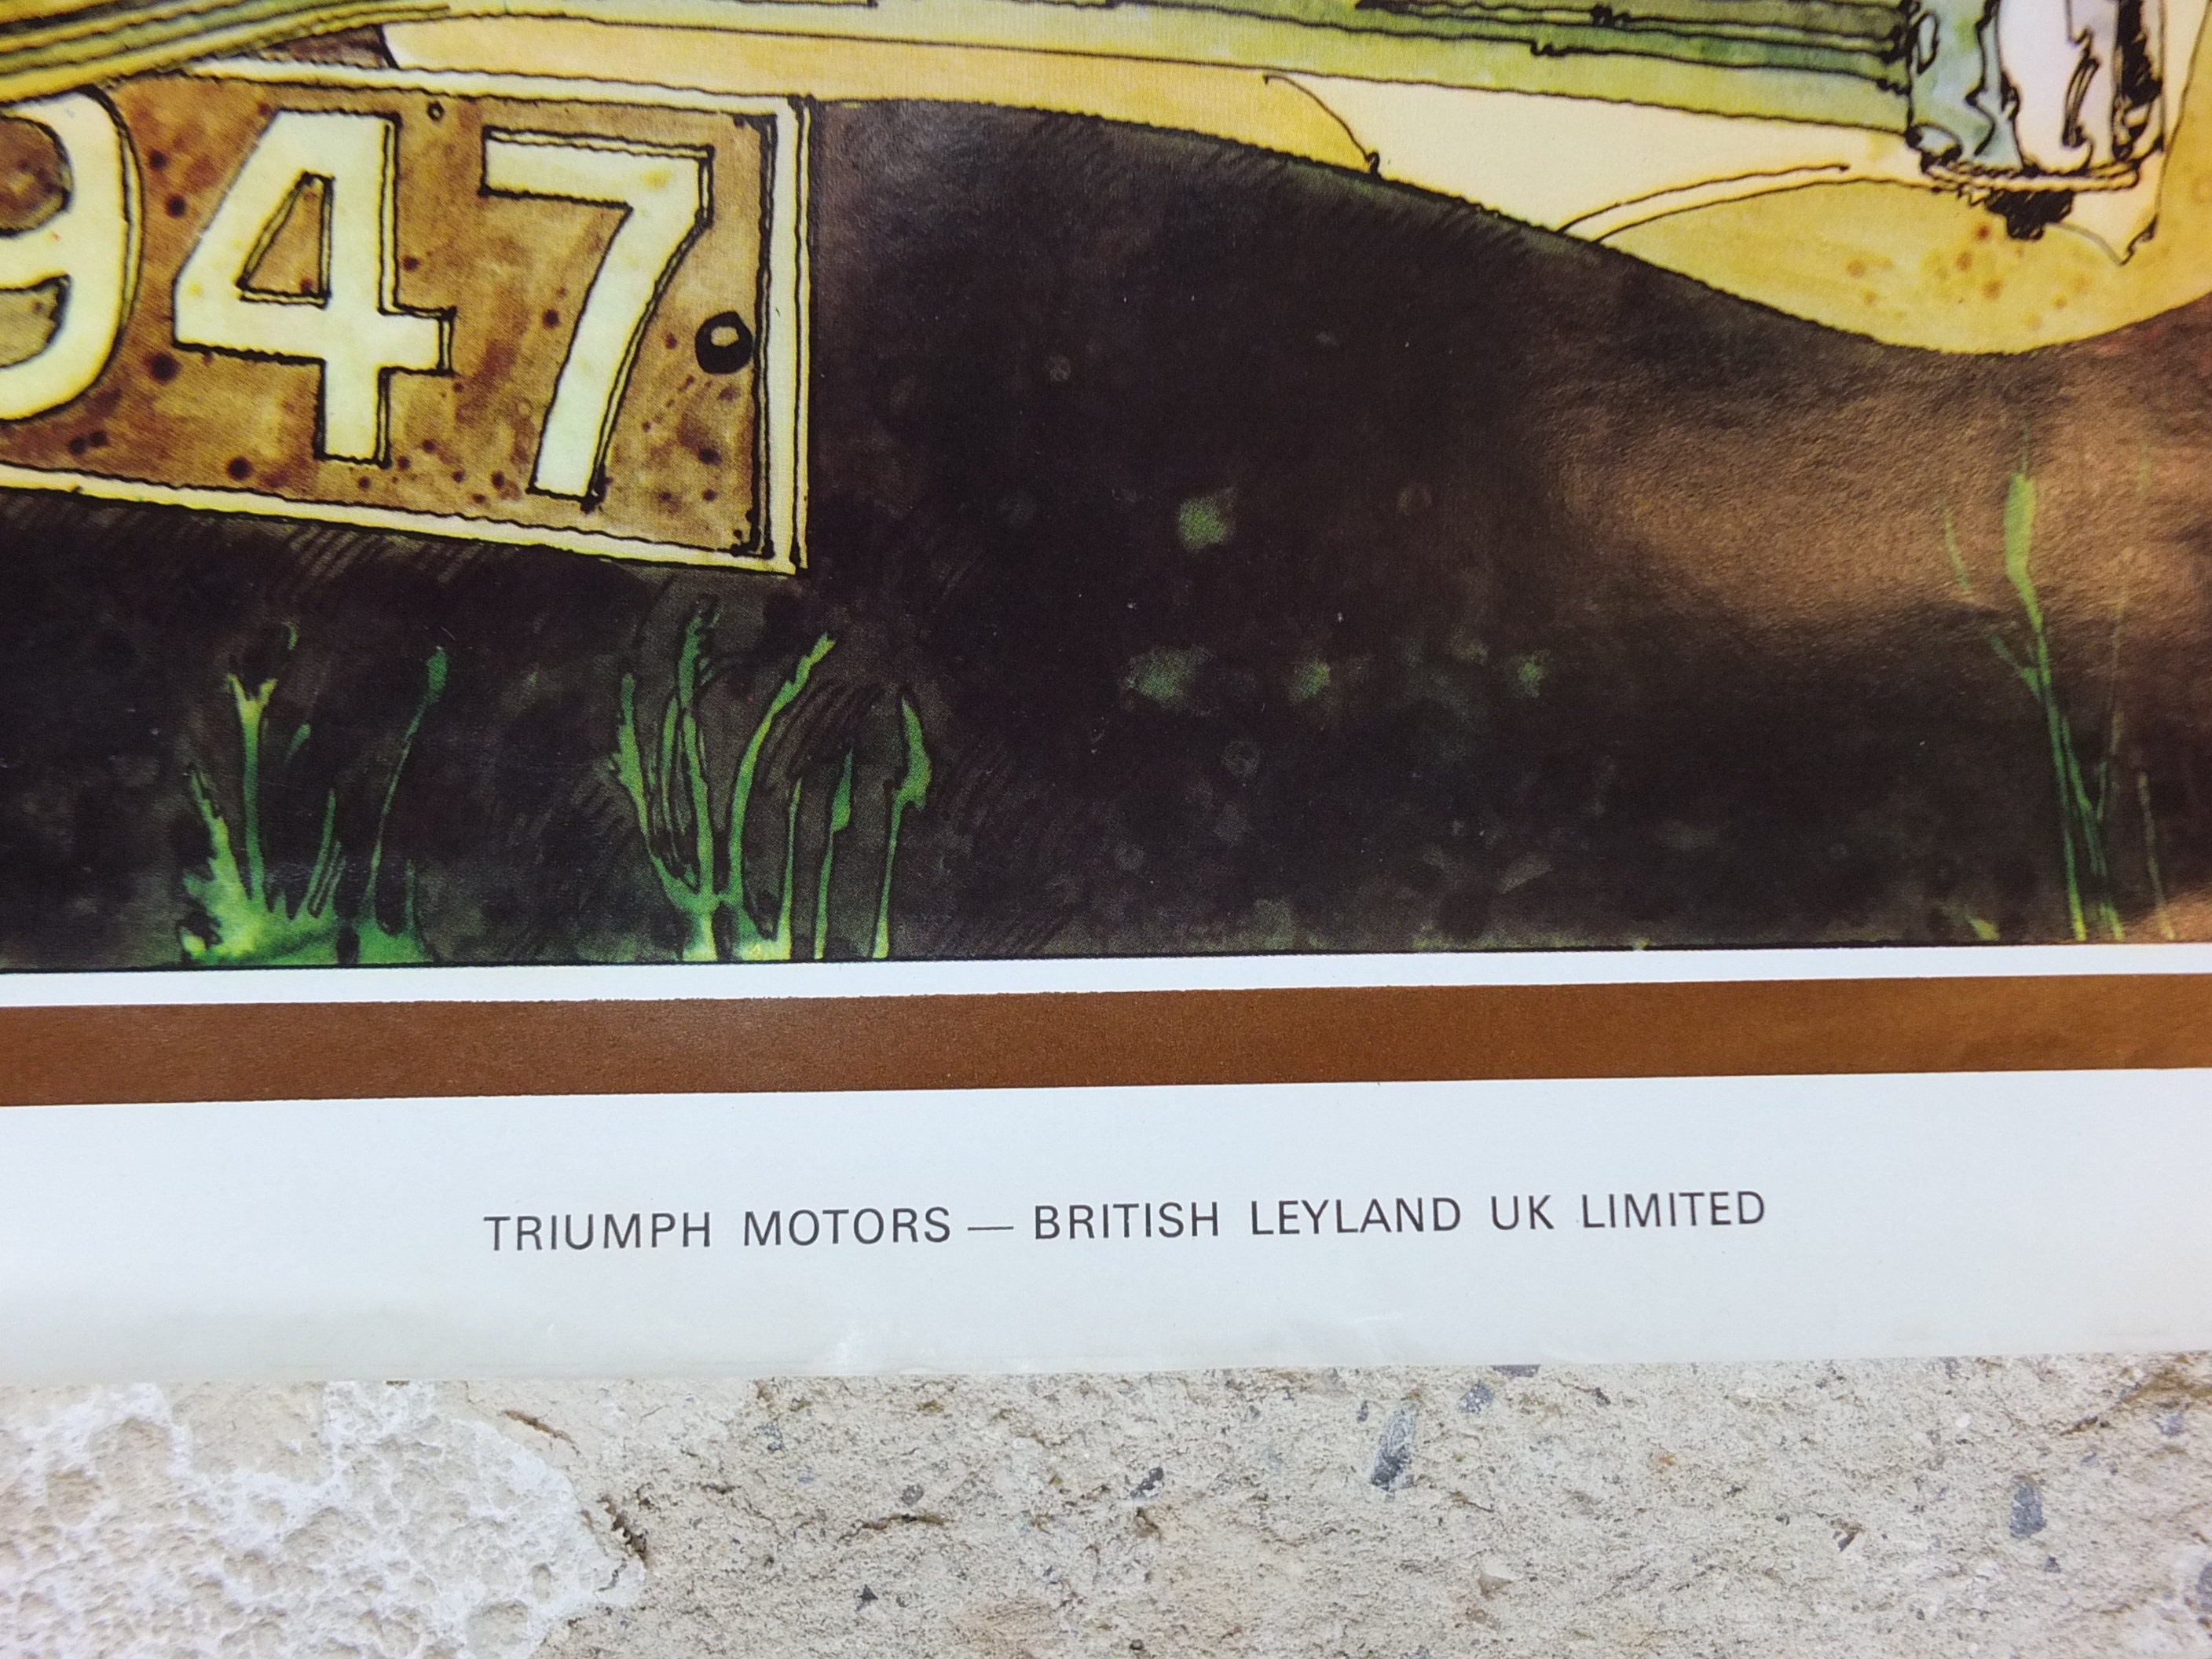 947
TRIUMPH MOTORS — BRITISH LEYLAND UK LIMITED